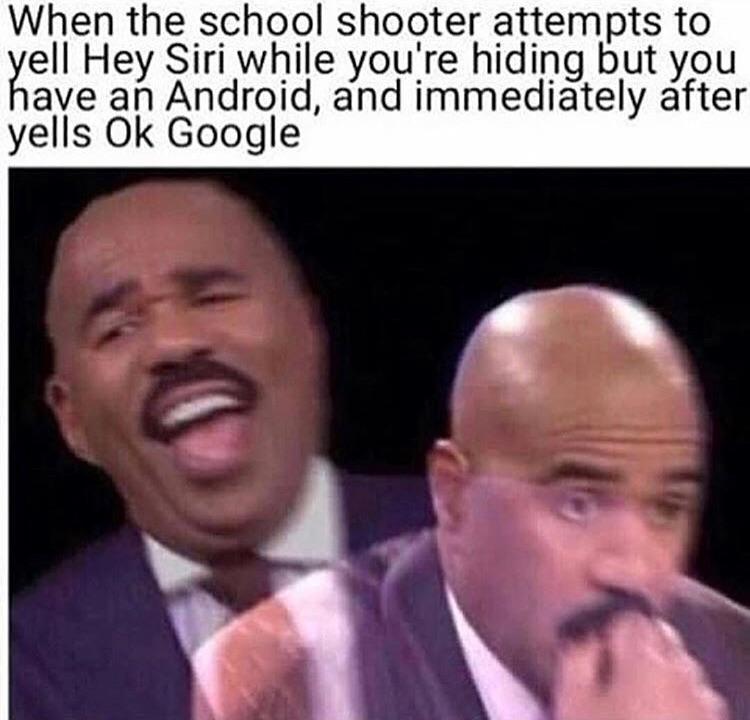 When the school shooter attempts to
yell Hey Siri while you're hiding but you
have an Android, and immediately after
yells Ok Google